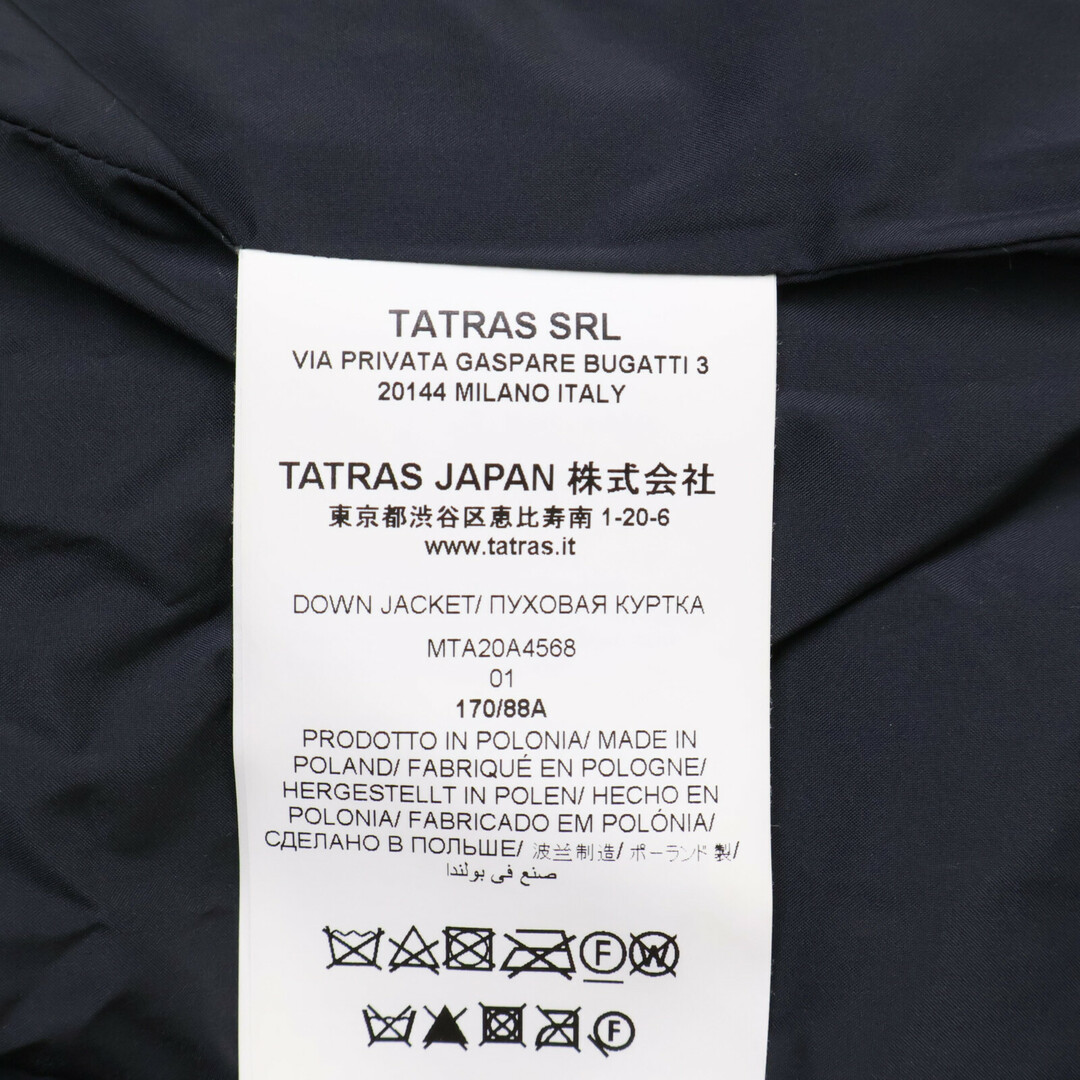 TATRAS SRL
VIA PRIVATA GASPARE BUGATTI 3
20144 MILANO ITALY
TATRAS JAPAN 株式会社
東京都渋谷区恵比寿南 1-20-6
www.tatras.it
DOWN JACKET/ ПУХОВАЯ КУРТКА
MTA20A4568
01
170/88A
PRODOTTO IN POLONIA/ MADE IN
POLAND/ FABRIQUÉ EN POLOGNE/
HERGESTELLT IN POLEN/ HECHO EN
POLONIA/ FABRICADO EM POLÓNIA/
СДЕЛАНО В ПОЛЬШЕ/ 波兰制造/ ポーランド製/
صنع في بولندا
F W
F